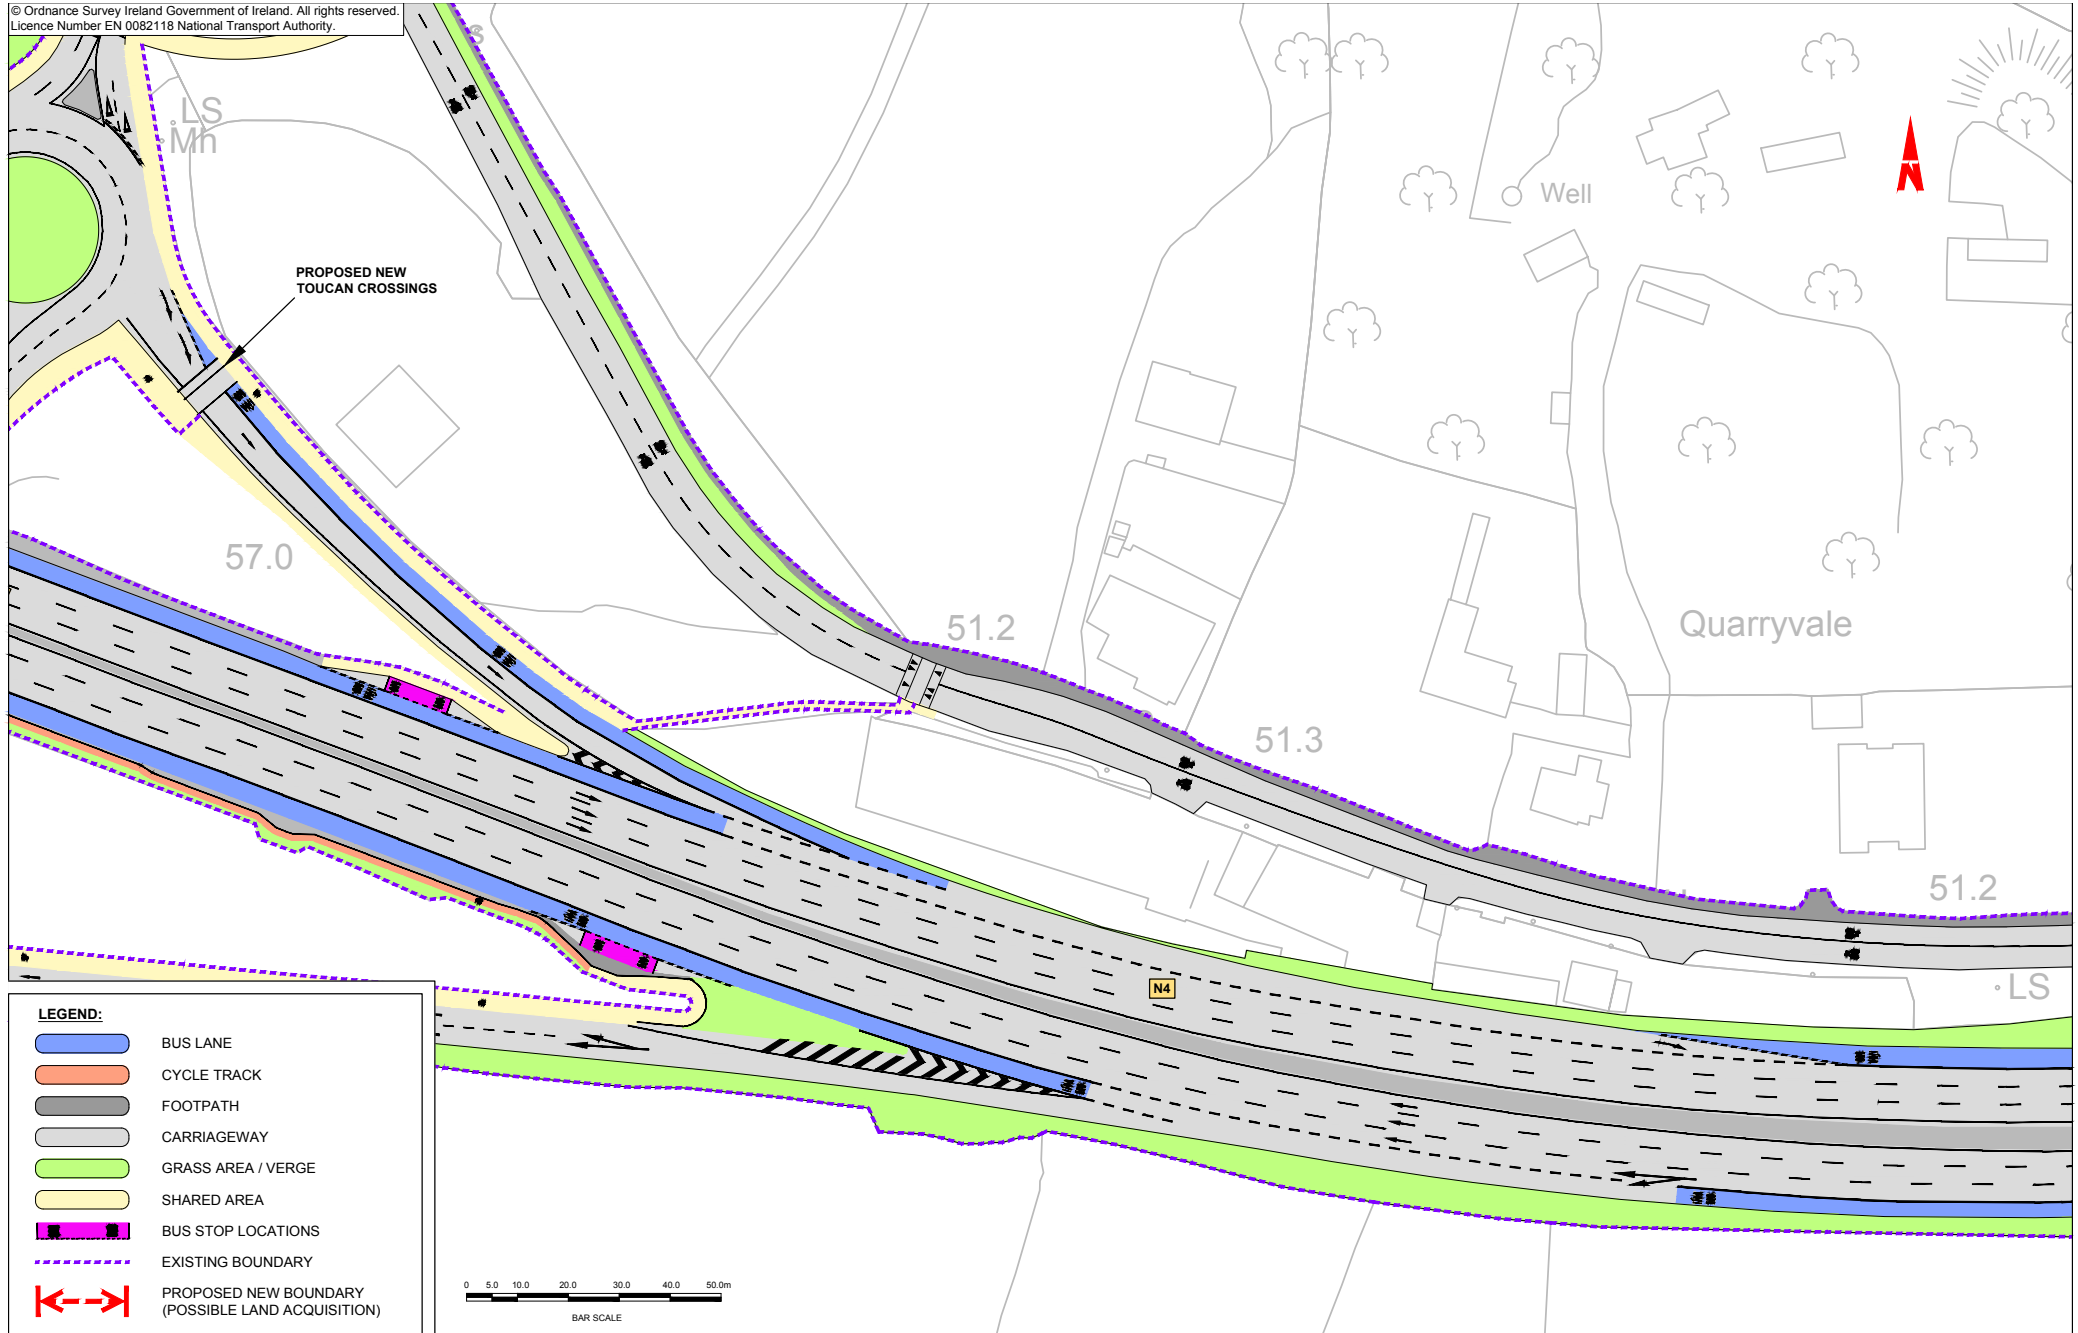 © Ordnance Survey Ireland Government of Ireland. All rights reserved.
Licence Number EN 0082118 National Transport Authority.
LS
Mh
Well
PROPOSED NEW
TOUCAN CROSSINGS
57.0
51.2
Quarryvale
51.3
51.2
N4
LS
LEGEND:
BUS LANE
CYCLE TRACK
FOOTPATH
CARRIAGEWAY
GRASS AREA / VERGE
SHARED AREA
BUS STOP LOCATIONS
EXISTING BOUNDARY
PROPOSED NEW BOUNDARY
(POSSIBLE LAND ACQUISITION)
0 5.0 10.0 20.0 30.0 40.0 50.0m
BAR SCALE
N